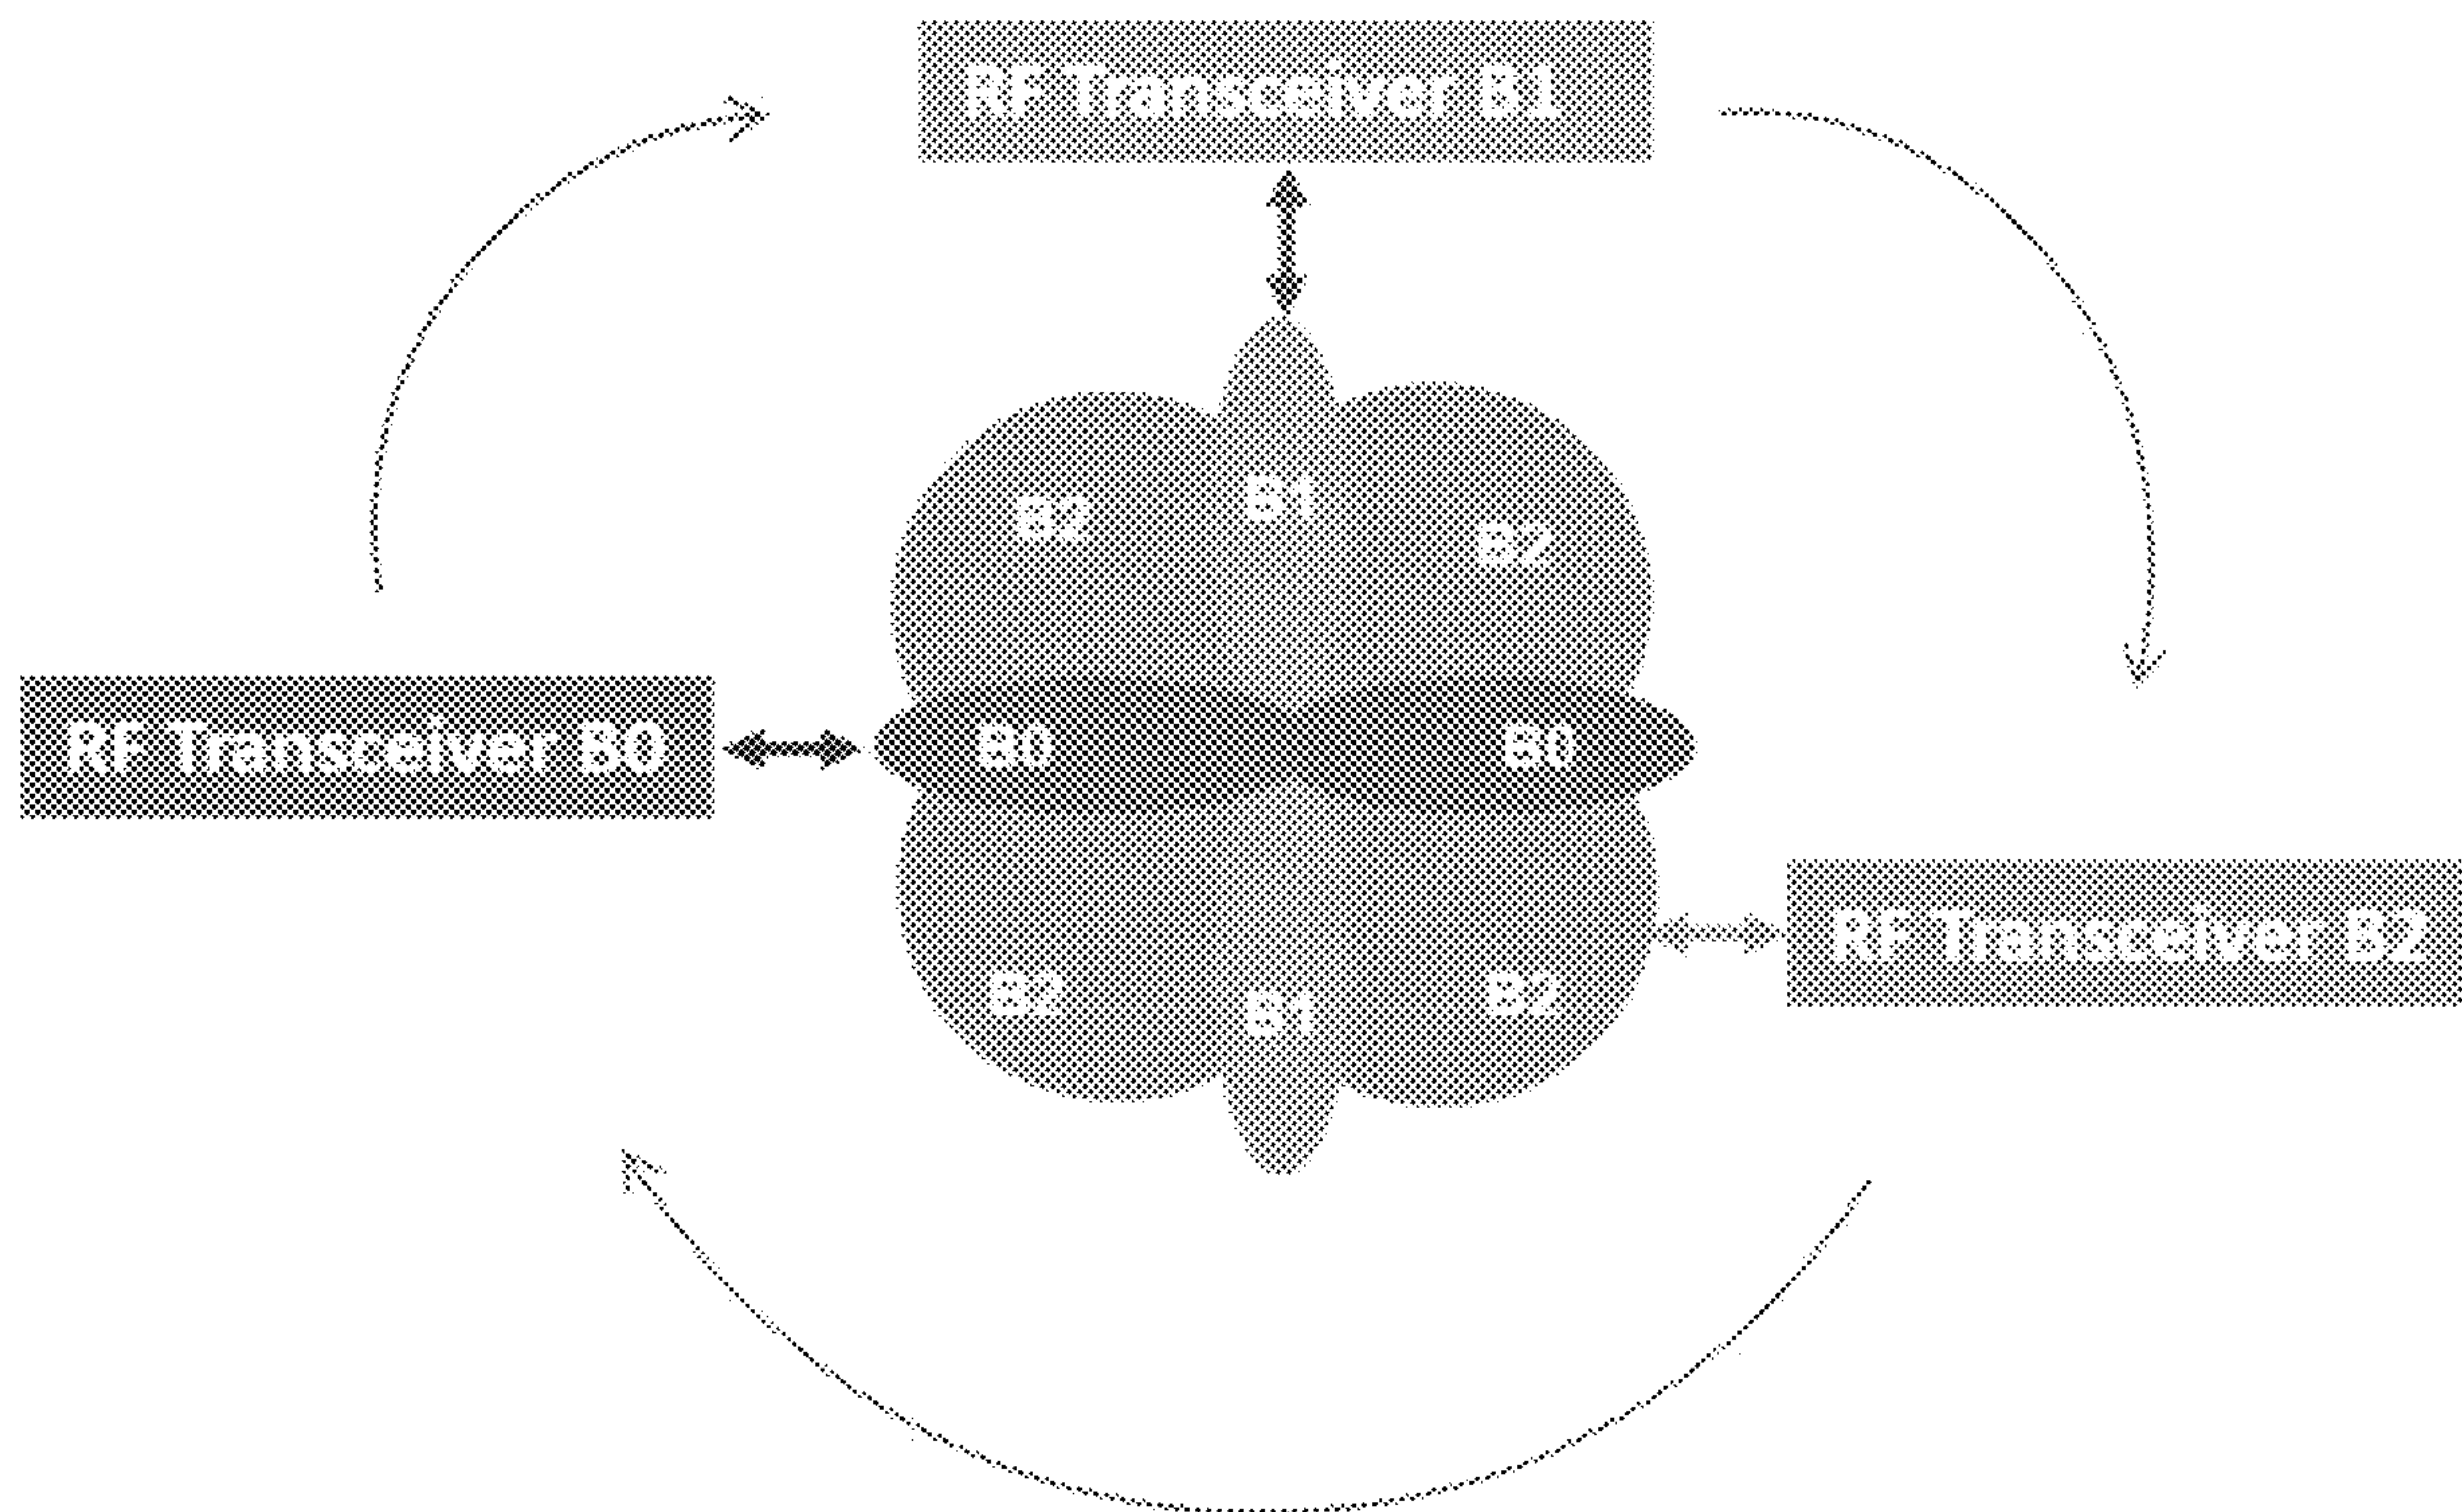 RF Transceiver B1
B2 B1 B2
RF Transceiver B0
B0 B0
RF Transceiver B2
B2 B1 B2